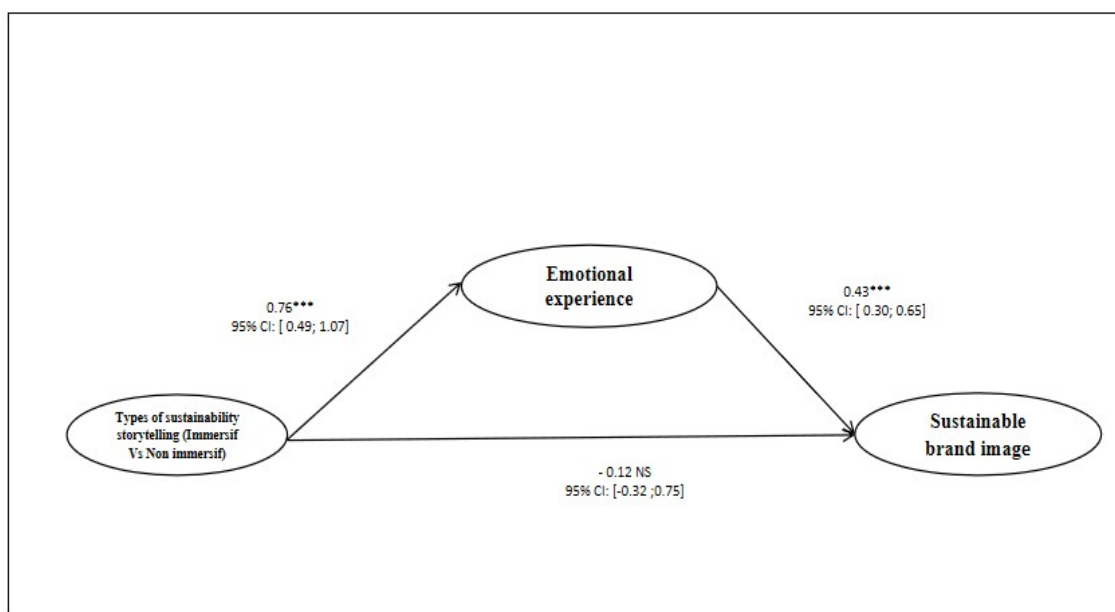 Emotional
experience
0.76***
95% CI: [ 0.49; 1.07]
0.43***
95% CI: [ 0.30; 0.65]
Types of sustainability
storytelling (Immersif
Vs Non immersif)
Sustainable
brand image
- 0.12 NS
95% CI: [-0.32 ;0.75]